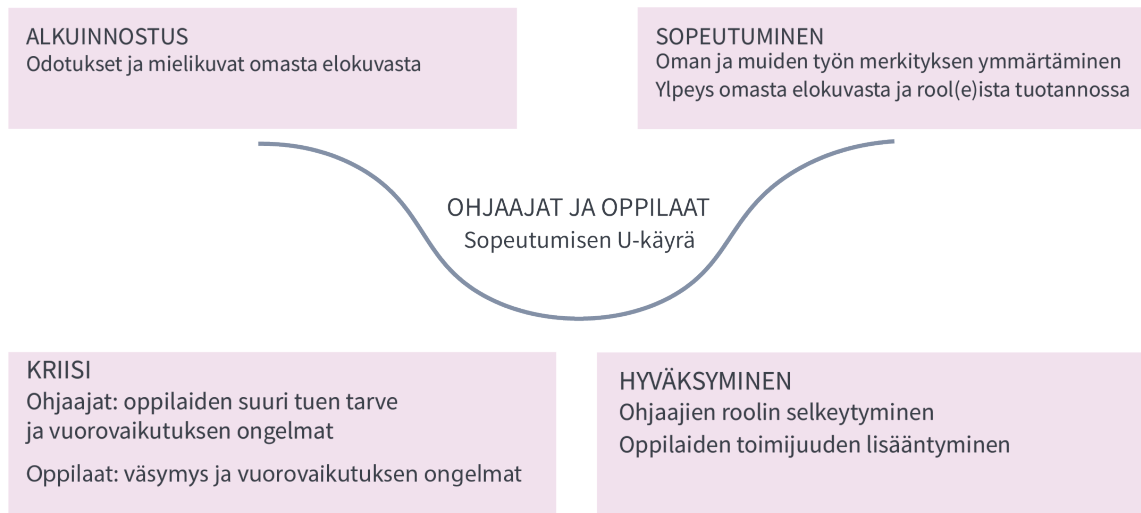 ALKUINNOSTUS
Odotukset ja mielikuvat omasta elokuvasta
SOPEUTUMINEN
Oman ja muiden työn merkityksen ymmärtäminen
Ylpeys omasta elokuvasta ja rool(e)ista tuotannossa
OHJAAJAT JA OPPILAAT
Sopeutumisen U-käyrä
KRIISI
Ohjaajat: oppilaiden suuri tuen tarve
ja vuorovaikutuksen ongelmat
Oppilaat: väsymys ja vuorovaikutuksen ongelmat
HYVÄKSYMINEN
Ohjaajien roolin selkeytyminen
Oppilaiden toimijuuden lisääntyminen